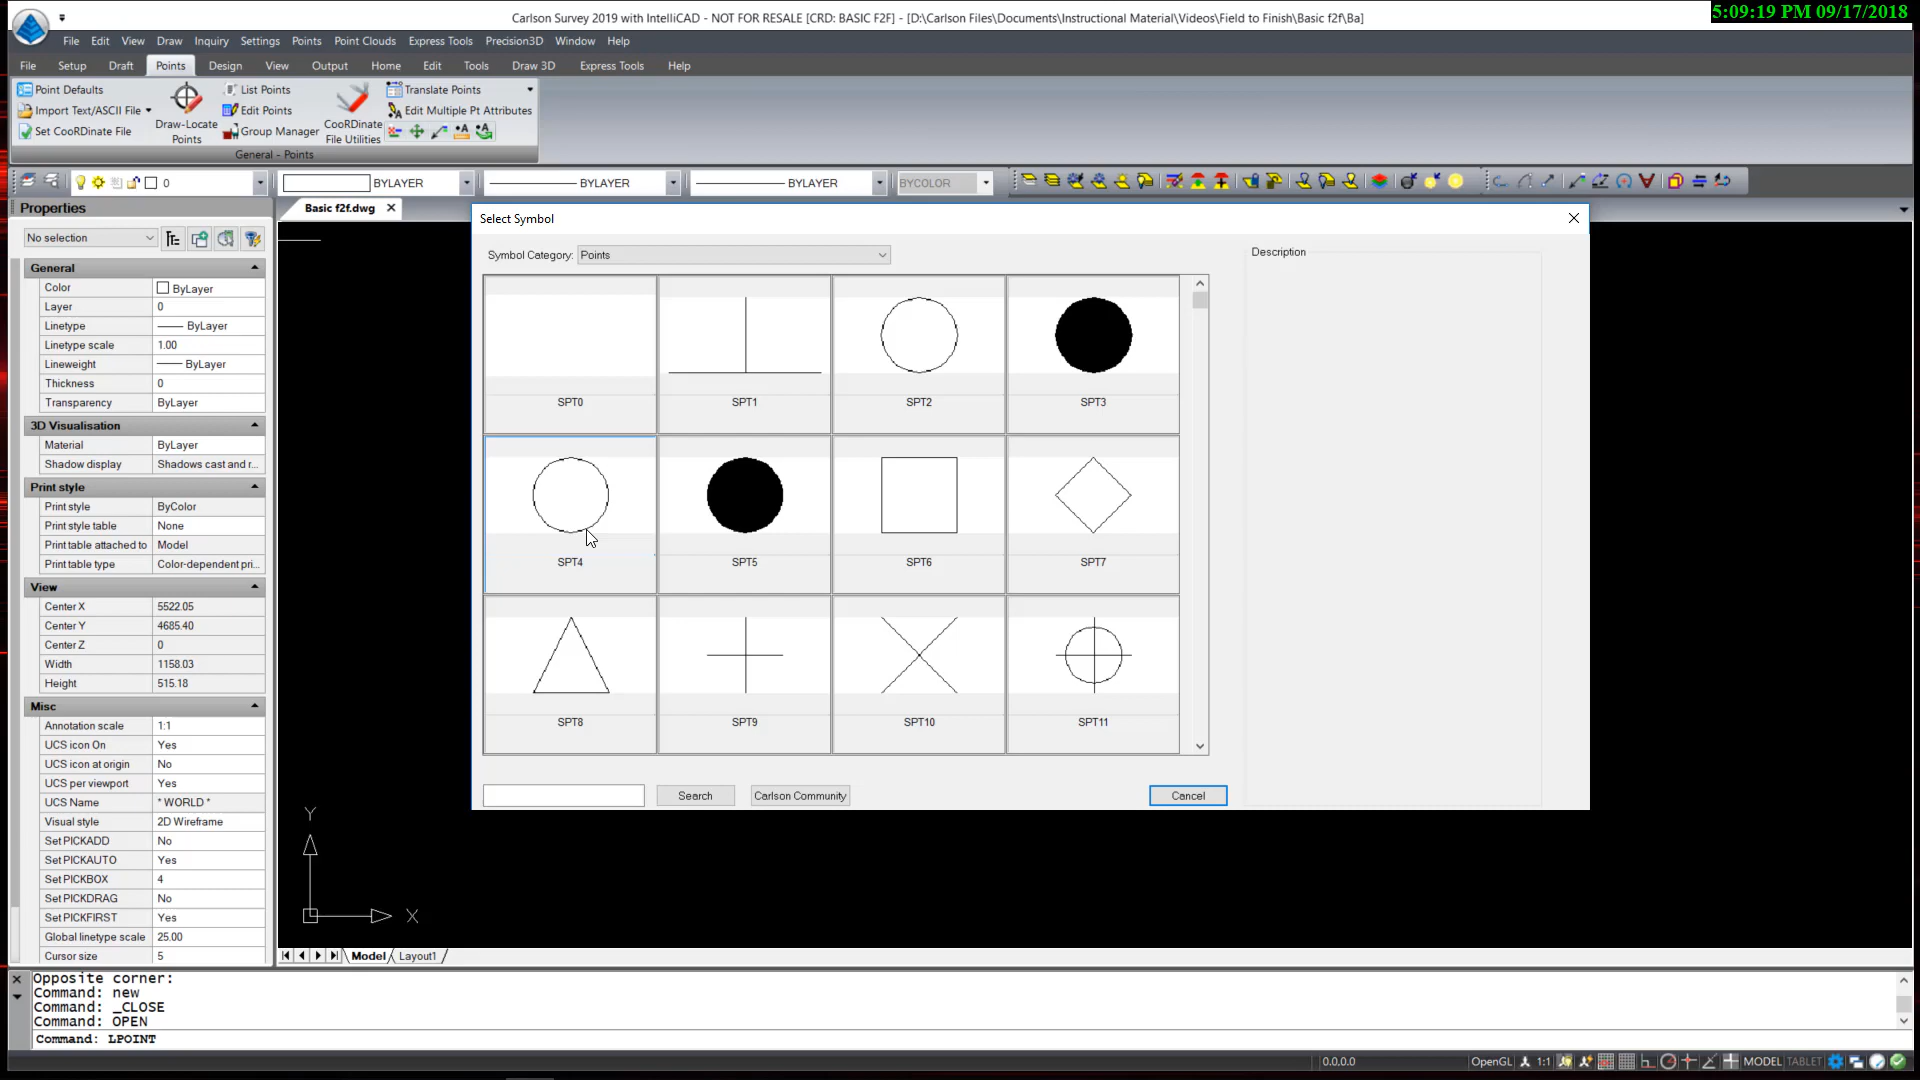 5:09:19 PM 09/17/2018
Carlson Survey 2019 with IntelliCAD - NOT FOR RESALE [CRD: BASIC F2F] - [D:\Carlson Files\Documents\Instructional Material\Videos\Field to Finish\Basic f2f\Ba]
File Edit View Draw Inquiry Settings Points Point Clouds Express Tools Precision3D Window Help
File Setup Draft Points Design View Output Home Edit Tools Draw 3D Express Tools Help
Point Defaults
Import Text/ASCII File
Set CooRDinate File
Draw-Locate
Points
List Points
Edit Points
Group Manager
CooRDinate
File Utilities
Translate Points
Edit Multiple Pt Attributes
General - Points
0 BYLAYER BYLAYER BYLAYER BYCOLOR
Properties
No selection
General
Color ByLayer
Layer 0
Linetype ByLayer
Linetype scale 1.00
Lineweight ByLayer
Thickness 0
Transparency ByLayer
3D Visualisation
Material ByLayer
Shadow display Shadows cast and r...
Print style
Print style ByColor
Print style table None
Print table attached to Model
Print table type Color-dependent pri...
View
Center X 5522.05
Center Y 4685.40
Center Z 0
Width 1158.03
Height 515.18
Misc
Annotation scale 1:1
UCS icon On Yes
UCS icon at origin No
UCS per viewport Yes
UCS Name * WORLD *
Visual style 2D Wireframe
Set PICKADD No
Set PICKAUTO Yes
Set PICKBOX 4
Set PICKDRAG No
Set PICKFIRST Yes
Global linetype scale 25.00
Cursor size 5
Basic f2f.dwg
Select Symbol
Symbol Category: Points
Description
SPT0 SPT1 SPT2 SPT3
SPT4 SPT5 SPT6 SPT7
SPT8 SPT9 SPT10 SPT11
Search Carlson Community Cancel
Y
X
Model Layout1
Opposite corner:
Command: new
Command: _CLOSE
Command: OPEN
Command: LPOINT
0,0,0.0 OpenGL 1:1 MODEL TABLET